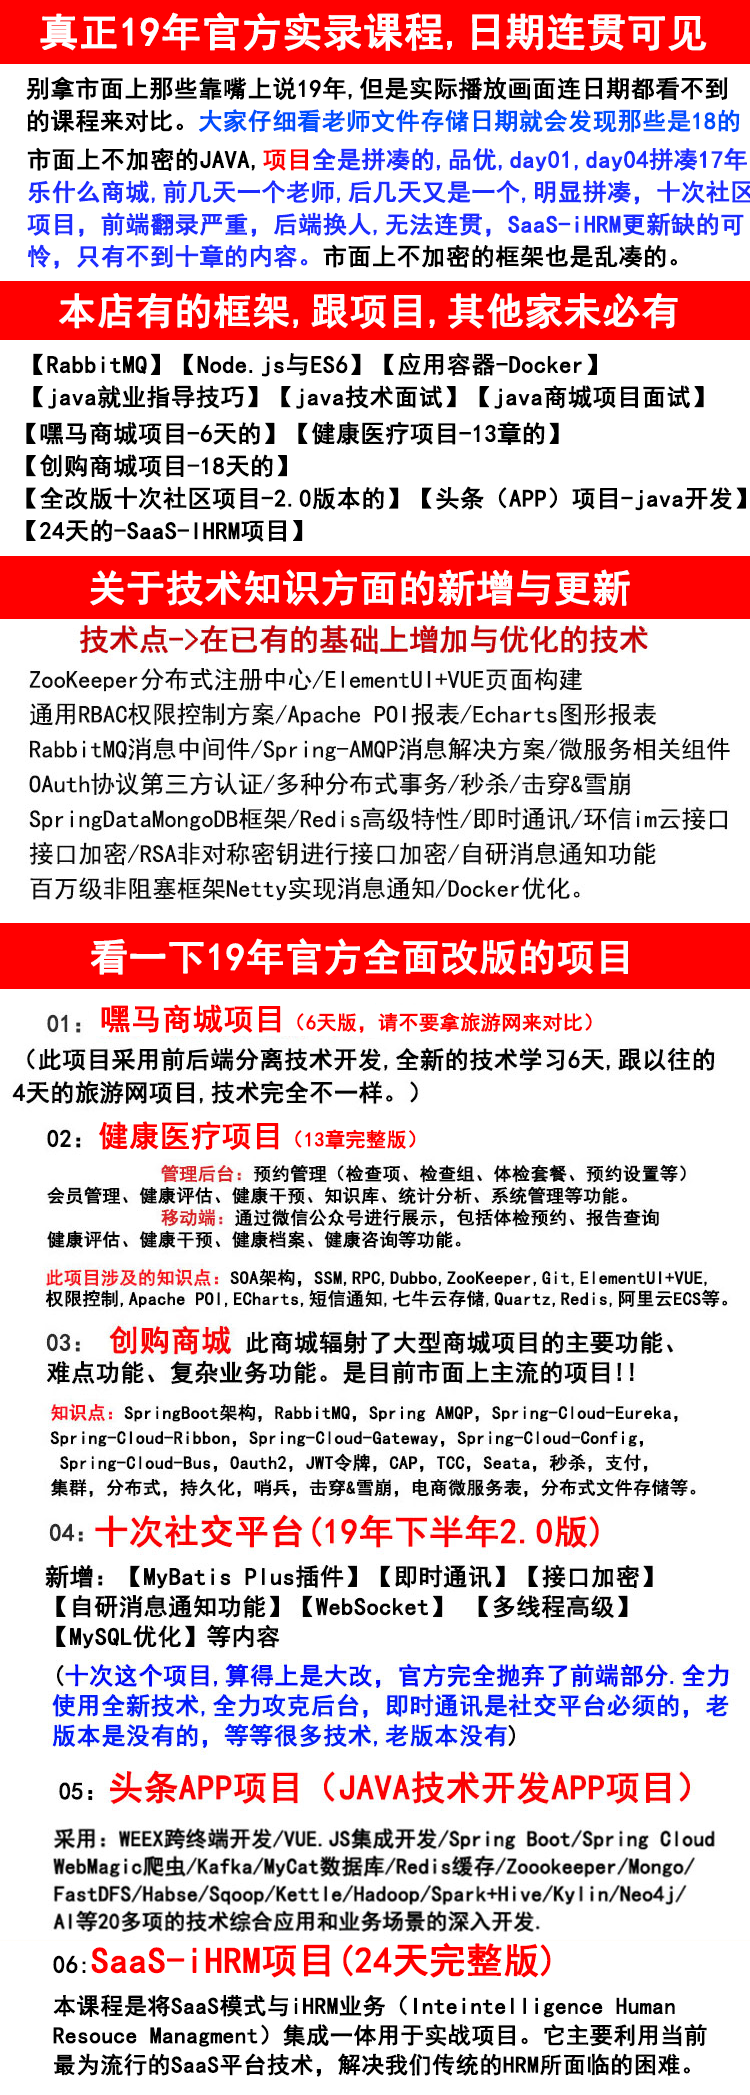 真正19年官方实录课程,日期连贯可见
别拿市面上那些靠嘴上说19年,但是实际播放画面连日期都看不到
的课程来对比。大家仔细看老师文件存储日期就会发现那些是18的
市面上不加密的JAVA,项目全是拼凑的,品优,day01,day04拼凑17年
乐什么商城,前几天一个老师,后几天又是一个,明显拼凑，十次社区
项目，前端翻录严重，后端换人,无法连贯，SaaS-iHRM更新缺的可
怜，只有不到十章的内容。市面上不加密的框架也是乱凑的。
本店有的框架,跟项目,其他家未必有
【RabbitMQ】【Node.js与ES6】【应用容器-Docker】
【java就业指导技巧】【java技术面试】【java商城项目面试】
【嘿马商城项目-6天的】【健康医疗项目-13章的】
【创购商城项目-18天的】
【全改版十次社区项目-2.0版本的】【头条（APP）项目-java开发】
【24天的-SaaS-IHRM项目】
关于技术知识方面的新增与更新
技术点->在已有的基础上增加与优化的技术
ZooKeeper分布式注册中心/ElementUI+VUE页面构建
通用RBAC权限控制方案/Apache POI报表/Echarts图形报表
RabbitMQ消息中间件/Spring-AMQP消息解决方案/微服务相关组件
OAuth协议第三方认证/多种分布式事务/秒杀/击穿&雪崩
SpringDataMongoDB框架/Redis高级特性/即时通讯/环信im云接口
接口加密/RSA非对称密钥进行接口加密/自研消息通知功能
百万级非阻塞框架Netty实现消息通知/Docker优化。
看一下19年官方全面改版的项目
01：嘿马商城项目（6天版，请不要拿旅游网来对比）
（此项目采用前后端分离技术开发,全新的技术学习6天,跟以往的
4天的旅游网项目,技术完全不一样。）
02：健康医疗项目（13章完整版）
管理后台：预约管理（检查项、检查组、体检套餐、预约设置等）
会员管理、健康评估、健康干预、知识库、统计分析、系统管理等功能。
移动端：通过微信公众号进行展示，包括体检预约、报告查询
健康评估、健康干预、健康档案、健康咨询等功能。
此项目涉及的知识点：SOA架构，SSM,RPC,Dubbo,ZooKeeper,Git,ElementUI+VUE,
权限控制,Apache POI,ECharts,短信通知,七牛云存储,Quartz,Redis,阿里云ECS等。
03： 创购商城 此商城辐射了大型商城项目的主要功能、
难点功能、复杂业务功能。是目前市面上主流的项目!!
知识点：SpringBoot架构，RabbitMQ，Spring AMQP，Spring-Cloud-Eureka，
Spring-Cloud-Ribbon，Spring-Cloud-Gateway，Spring-Cloud-Config，
Spring-Cloud-Bus，Oauth2，JWT令牌，CAP，TCC，Seata，秒杀，支付，
集群，分布式，持久化，哨兵，击穿&雪崩，电商微服务表，分布式文件存储等。
04：十次社交平台(19年下半年2.0版)
新增：【MyBatis Plus插件】【即时通讯】【接口加密】
【自研消息通知功能】【WebSocket】 【多线程高级】
【MySQL优化】等内容
(十次这个项目,算得上是大改，官方完全抛弃了前端部分.全力
使用全新技术,全力攻克后台，即时通讯是社交平台必须的，老
版本是没有的，等等很多技术,老版本没有)
05：头条APP项目（JAVA技术开发APP项目）
采用：WEEX跨终端开发/VUE.JS集成开发/Spring Boot/Spring Cloud
WebMagic爬虫/Kafka/MyCat数据库/Redis缓存/Zoookeeper/Mongo/
FastDFS/Habse/Sqoop/Kettle/Hadoop/Spark+Hive/Kylin/Neo4j/
AI等20多项的技术综合应用和业务场景的深入开发.
06:SaaS-iHRM项目(24天完整版)
本课程是将SaaS模式与iHRM业务（Inteintelligence Human
Resouce Managment）集成一体用于实战项目。它主要利用当前
最为流行的SaaS平台技术，解决我们传统的HRM所面临的困难。